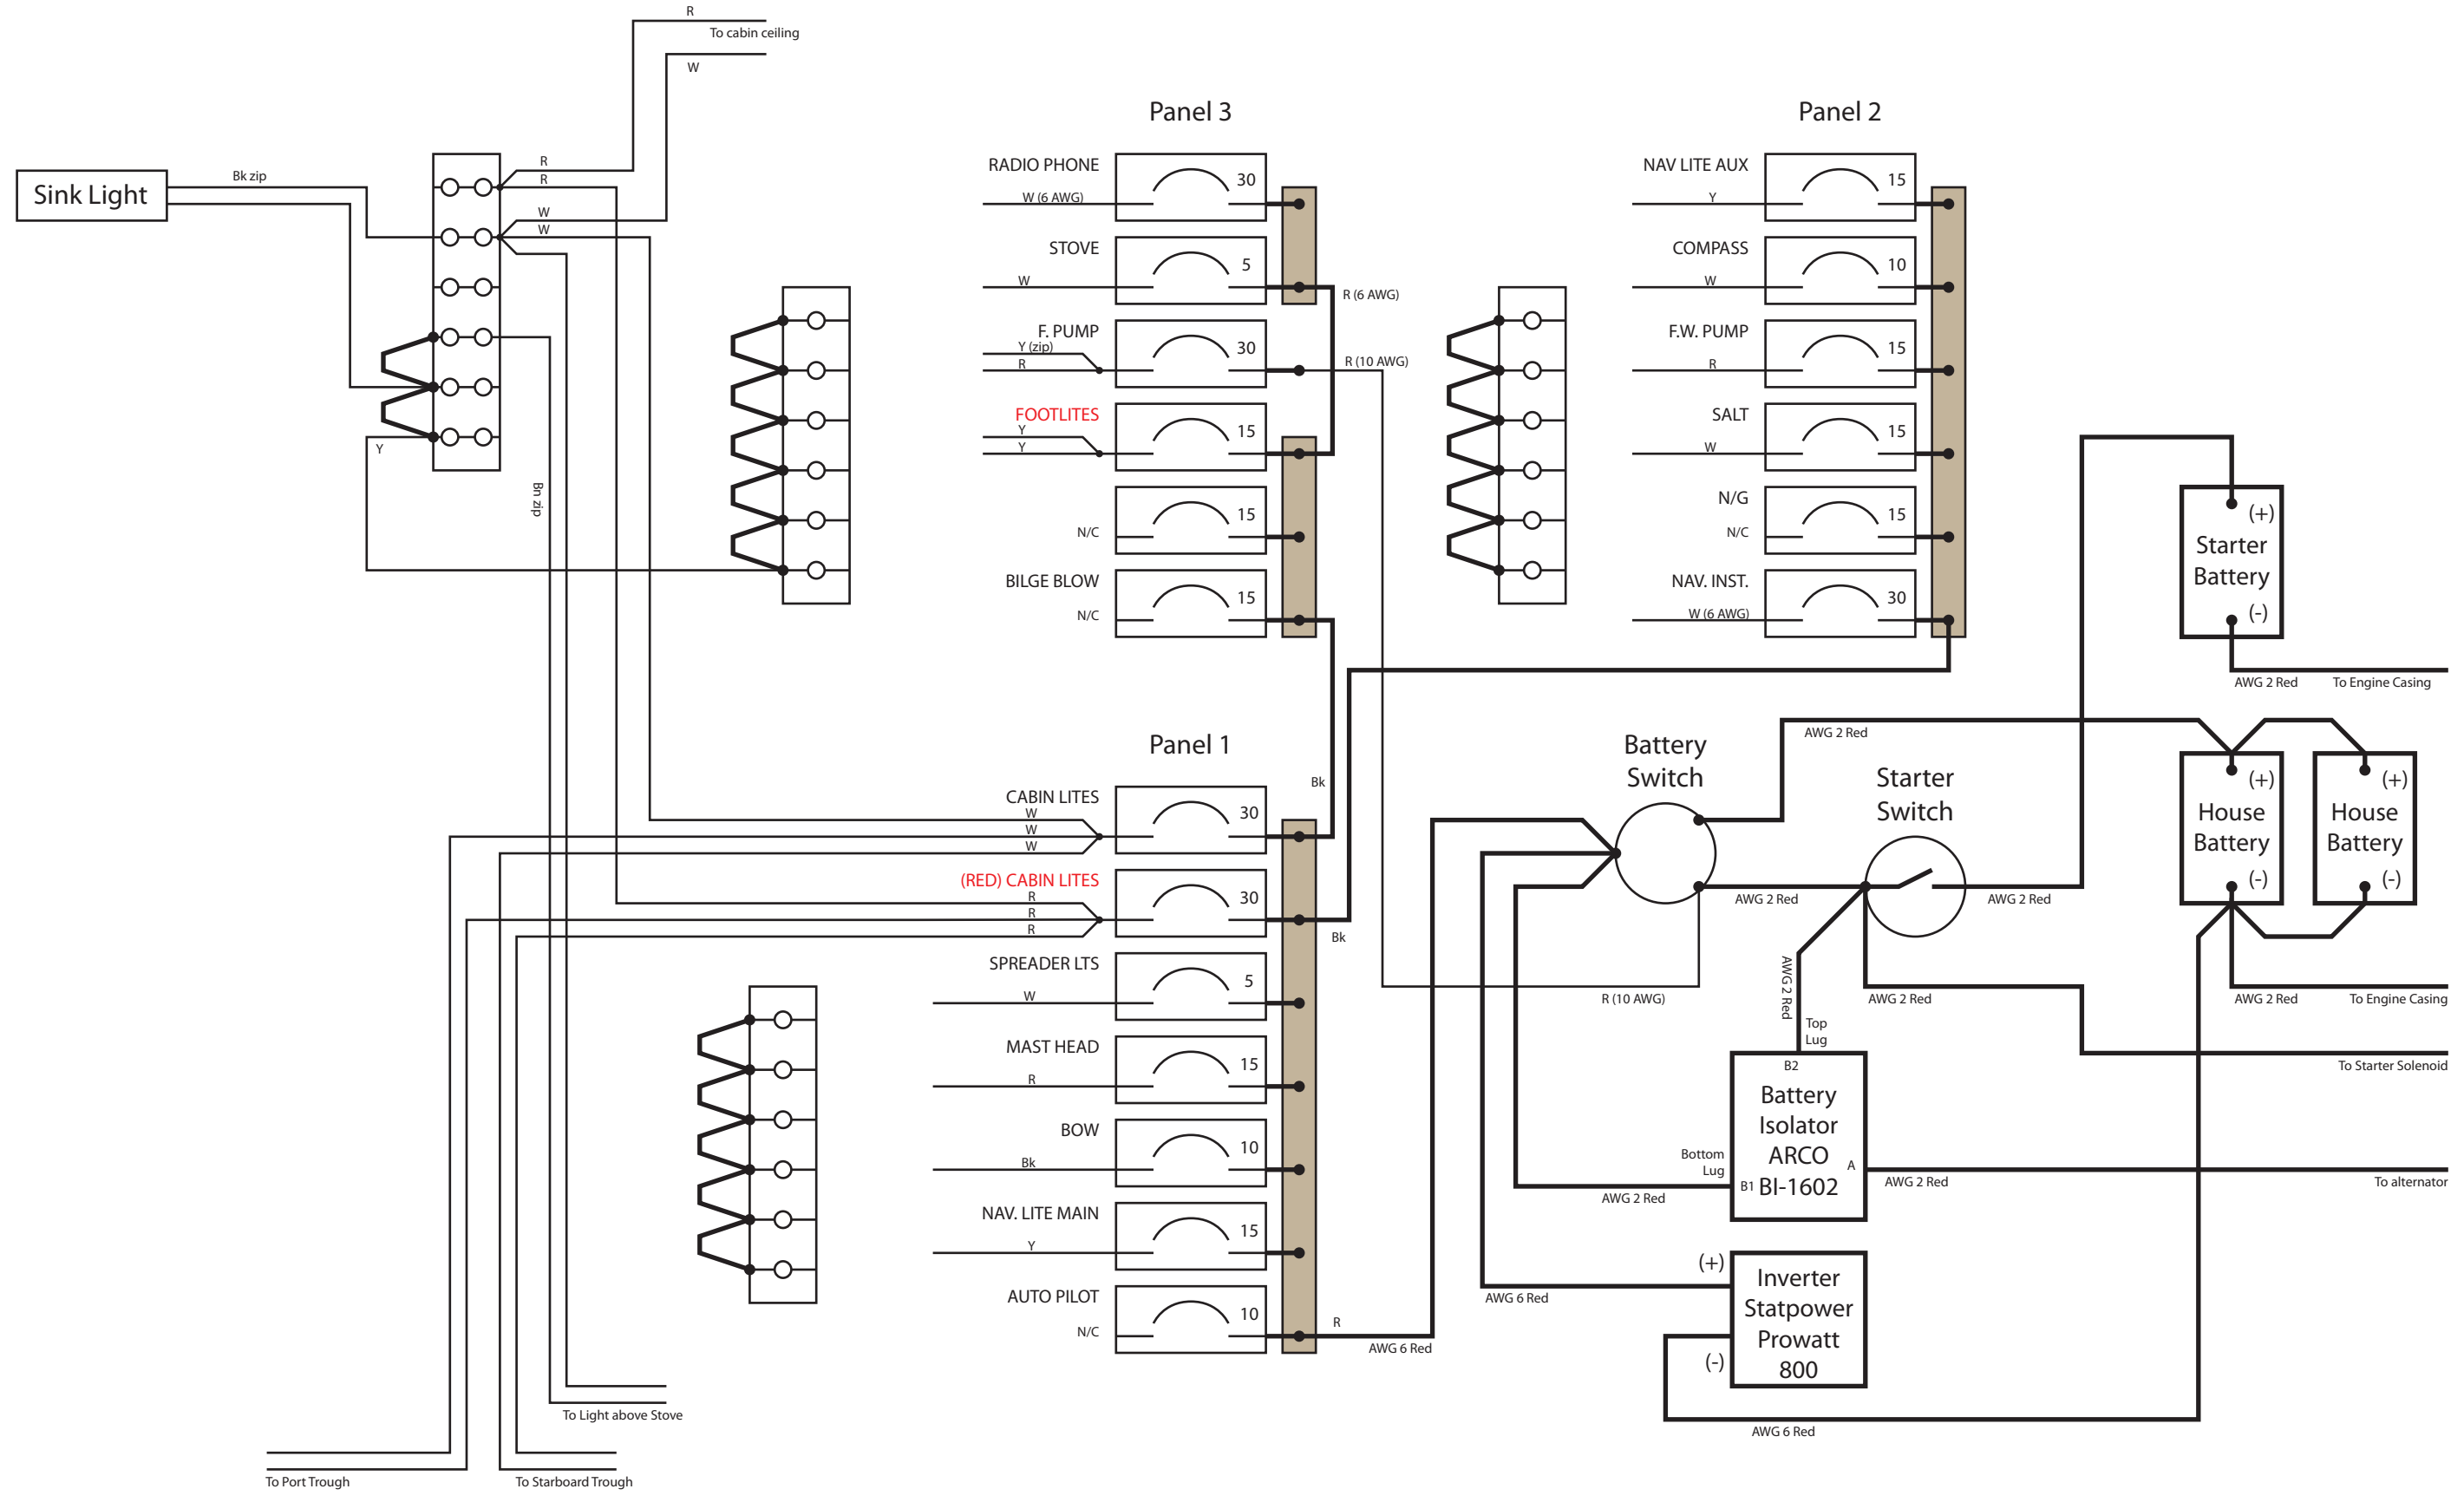 R
To cabin ceiling
W
Panel 3
Panel 2
Sink Light
Bk zip
R
R
W
W
Y
Bn zip
RADIO PHONE
W (6 AWG)
30
STOVE
W
5
R (6 AWG)
F. PUMP
Y (zip)
R
30
R (10 AWG)
FOOTLITES
Y
Y
15
N/C
15
BILGE BLOW
N/C
15
NAV LITE AUX
Y
15
COMPASS
W
10
F.W. PUMP
R
15
SALT
W
15
N/G
N/C
15
NAV. INST.
W (6 AWG)
30
(+)
Starter
Battery
(-)
AWG 2 Red
To Engine Casing
Panel 1
Bk
CABIN LITES
W
W
W
30
(RED) CABIN LITES
R
R
R
30
Bk
SPREADER LTS
W
5
MAST HEAD
R
15
BOW
Bk
10
NAV. LITE MAIN
Y
15
AUTO PILOT
N/C
10
R
AWG 6 Red
Battery
Switch
AWG 2 Red
Starter
Switch
AWG 2 Red
AWG 2 Red
(+)
House
Battery
(-)
(+)
House
Battery
(-)
R (10 AWG)
AWG 2 Red
AWG 2 Red
AWG 2 Red
To Engine Casing
Top
Lug
To Starter Solenoid
B2
Battery
Isolator
ARCO
BI-1602
Bottom
Lug
B1
A
AWG 2 Red
AWG 2 Red
To alternator
(+)
Inverter
Statpower
Prowatt
800
(-)
AWG 6 Red
AWG 6 Red
To Light above Stove
To Port Trough
To Starboard Trough